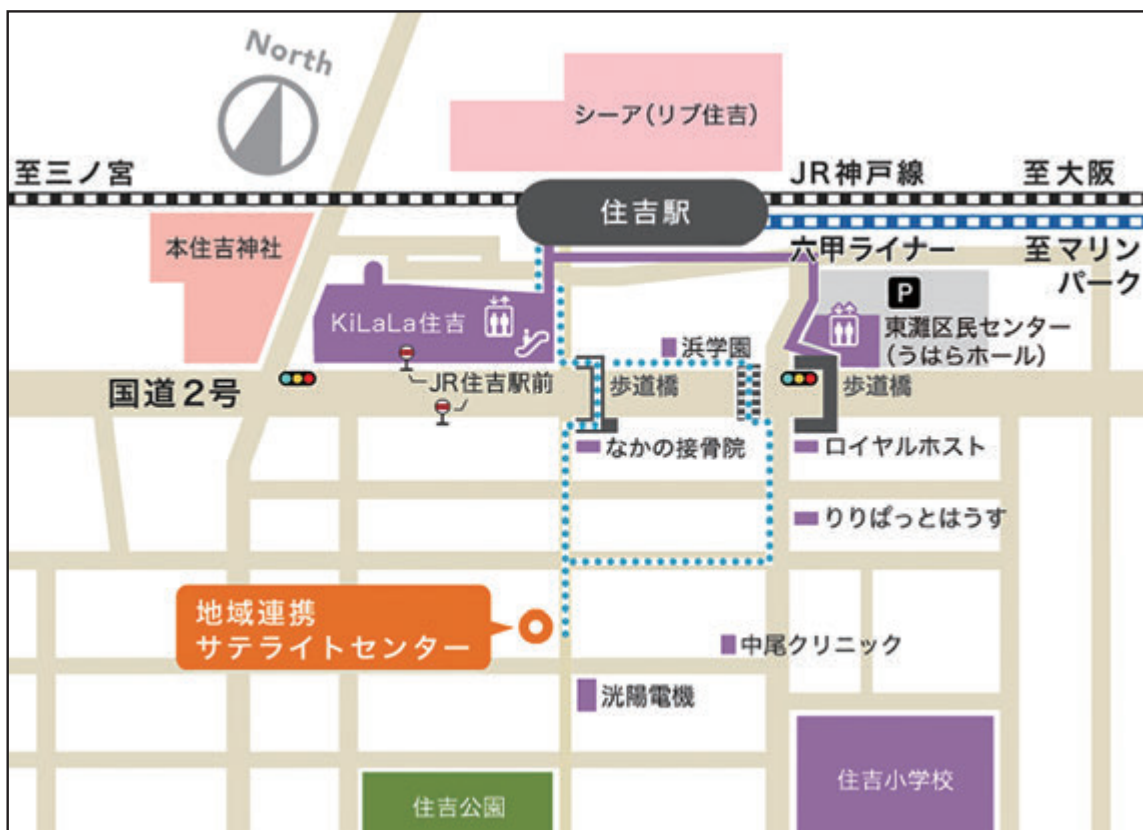 North
シーア(リブ住吉)
至三ノ宮
JR神戸線
至大阪
住吉駅
本住吉神社
六甲ライナー
至マリン
パーク
P
KiLaLa住吉
東灘区民センター
(うはらホール)
浜学園
国道2号
JR住吉駅前
歩道橋
歩道橋
なかの接骨院
ロイヤルホスト
りりぱっとはうす
地域連携
サテライトセンター
中尾クリニック
洸陽電機
住吉小学校
住吉公園